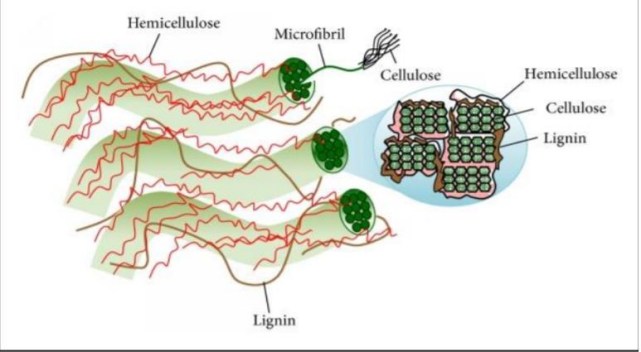 Hemicellulose
Microfibril
Cellulose
Hemicellulose
Cellulose
Lignin
Lignin